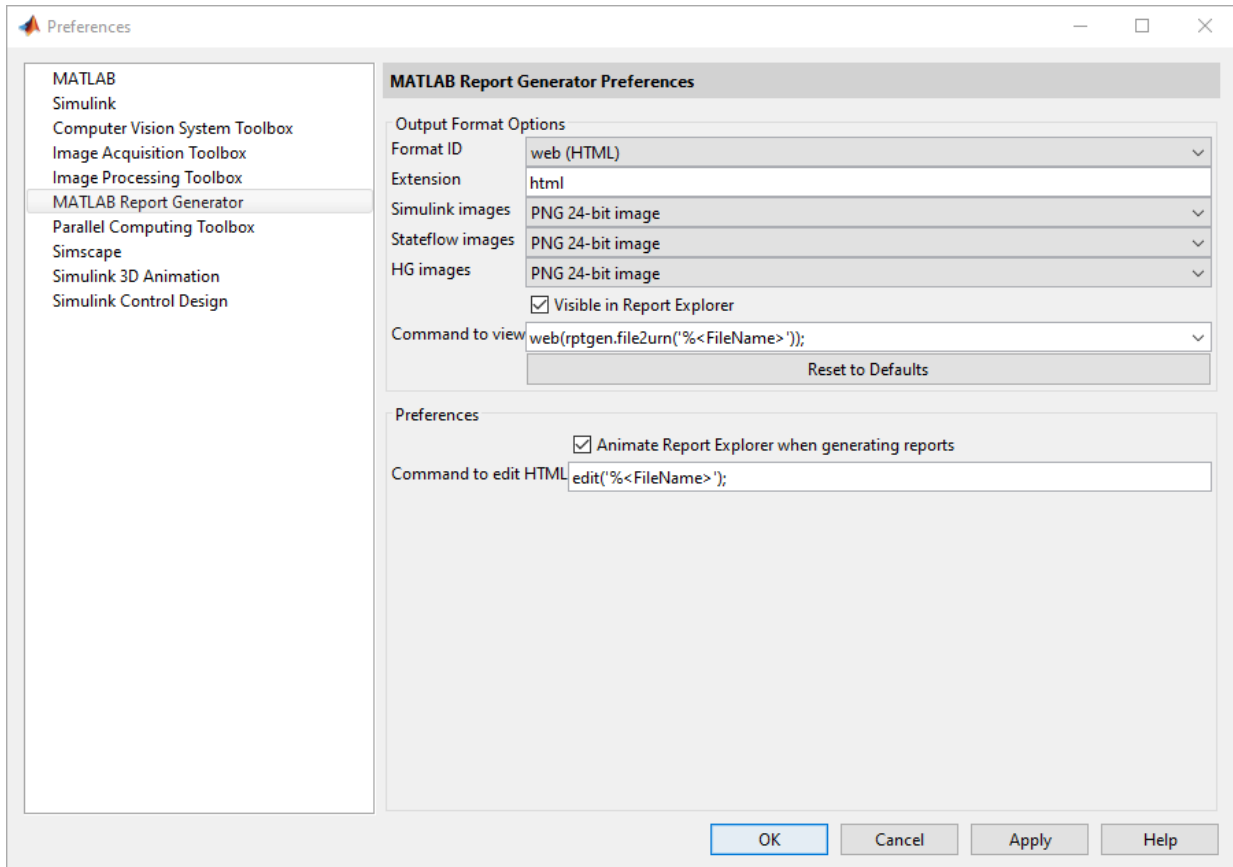 Preferences
MATLAB
Simulink
Computer Vision System Toolbox
Image Acquisition Toolbox
Image Processing Toolbox
MATLAB Report Generator
Parallel Computing Toolbox
Simscape
Simulink 3D Animation
Simulink Control Design
MATLAB Report Generator Preferences
Output Format Options
Format ID web (HTML)
Extension html
Simulink images PNG 24-bit image
Stateflow images PNG 24-bit image
HG images PNG 24-bit image
Visible in Report Explorer
Command to view web(rptgen.file2urn('%<FileName>'));
Reset to Defaults
Preferences
Animate Report Explorer when generating reports
Command to edit HTML edit('%<FileName>');
OK Cancel Apply Help